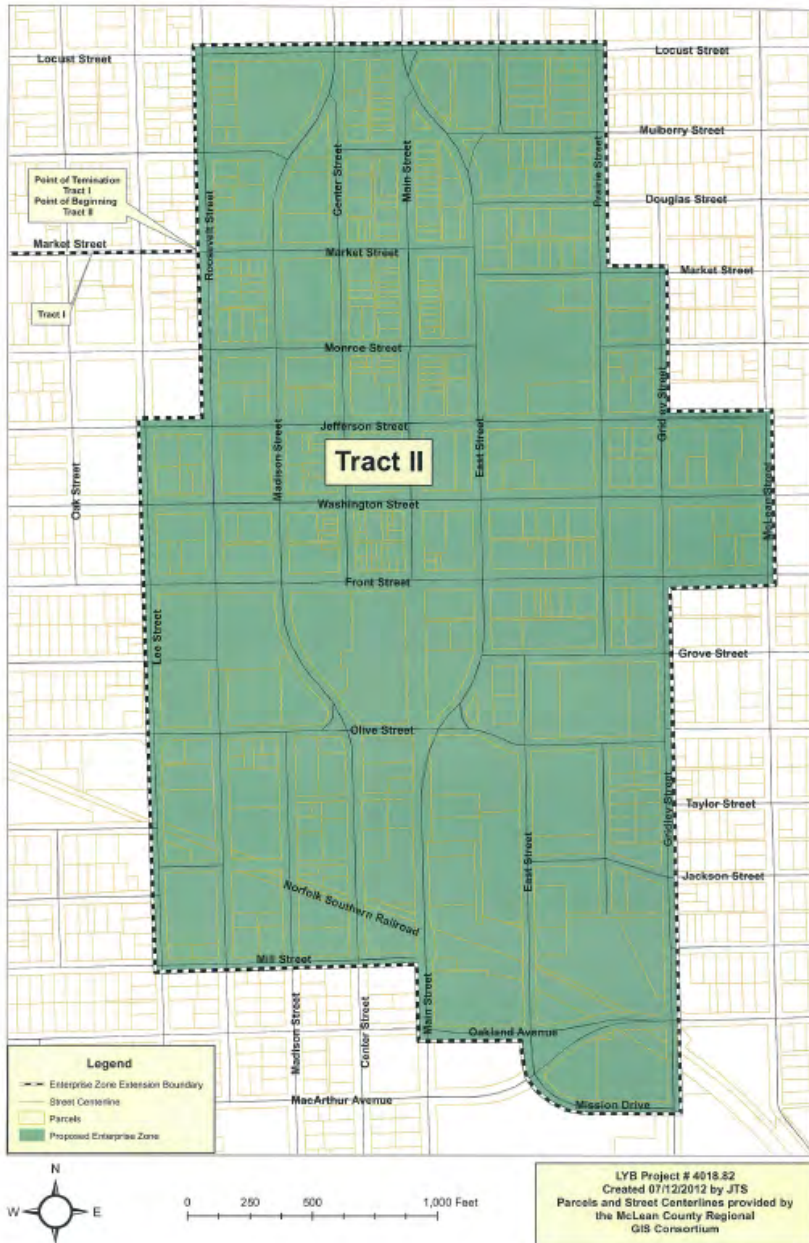 Locust Street
Locust Street
Mulberry Street
Prairie Street
Center Street
Main Street
Point of Temination
Tract I
Point of Beginning
Tract II
Douglas Street
Roosevelt Street
Market Street
Market Street
Market Street
Tract I
Monroe Street
Gridley Street
Jefferson Street
Madison Street
East Street
Tract II
Oak Street
Washington Street
McLean Street
Front Street
Lee Street
Grove Street
Olive Street
Taylor Street
Gridley Street
East Street
Jackson Street
Norfolk Southern Railroad
Mill Street
Main Street
Madison Street
Center Street
Oakland Avenue
MacArthur Avenue
Mission Drive
Legend
Enterprise Zone Extension Boundary
Street Centerline
Parcels
Proposed Enterprise Zone
N
W
E
S
0 250 500 1,000 Feet
LYB Project # 4018.82
Created 07/12/2012 by JTS
Parcels and Street Centerlines provided by
the McLean County Regional
GIS Consortium